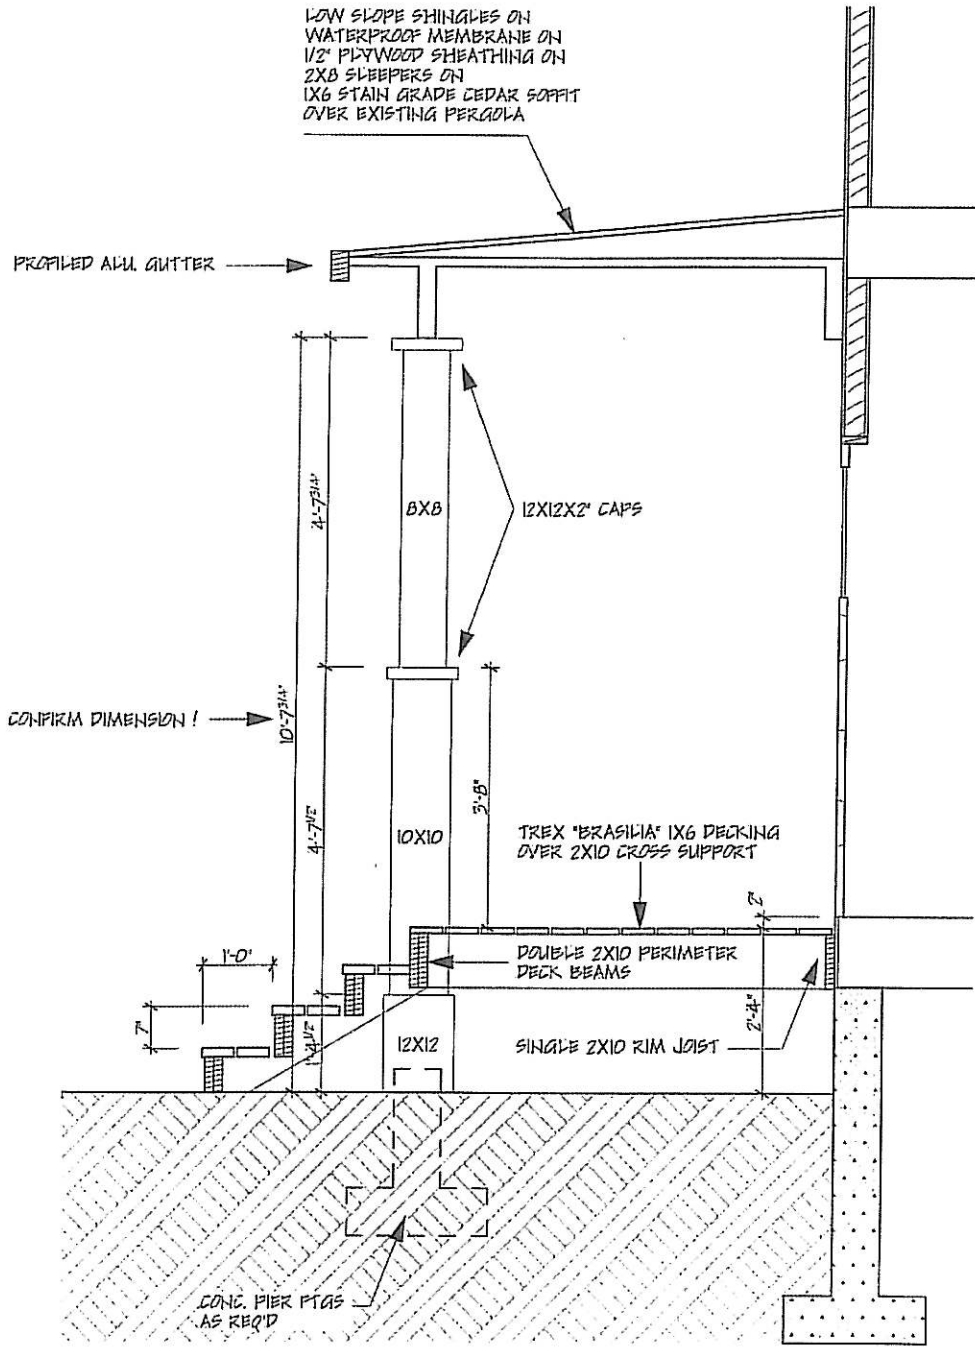 LOW SLOPE SHINGLES ON
WATERPROOF MEMBRANE ON
1/2" PLYWOOD SHEATHING ON
2X8 SLEEPERS ON
1X6 STAIN GRADE CEDAR SOFFIT
OVER EXISTING PERGOLA
PROFILED ALU. GUTTER
8X8
12X12X2" CAPS
4'-7 3/4"
CONFIRM DIMENSION !
10'-7 3/4"
4'-7 1/2"
10X10
3'-8"
TREX "BRASILIA" 1X6 DECKING
OVER 2X10 CROSS SUPPORT
2"
DOUBLE 2X10 PERIMETER
DECK BEAMS
1'-0"
7"
1'-4 1/2"
12X12
SINGLE 2X10 RIM JOIST
2'-4"
CONC. PIER FTGS
AS REQ'D